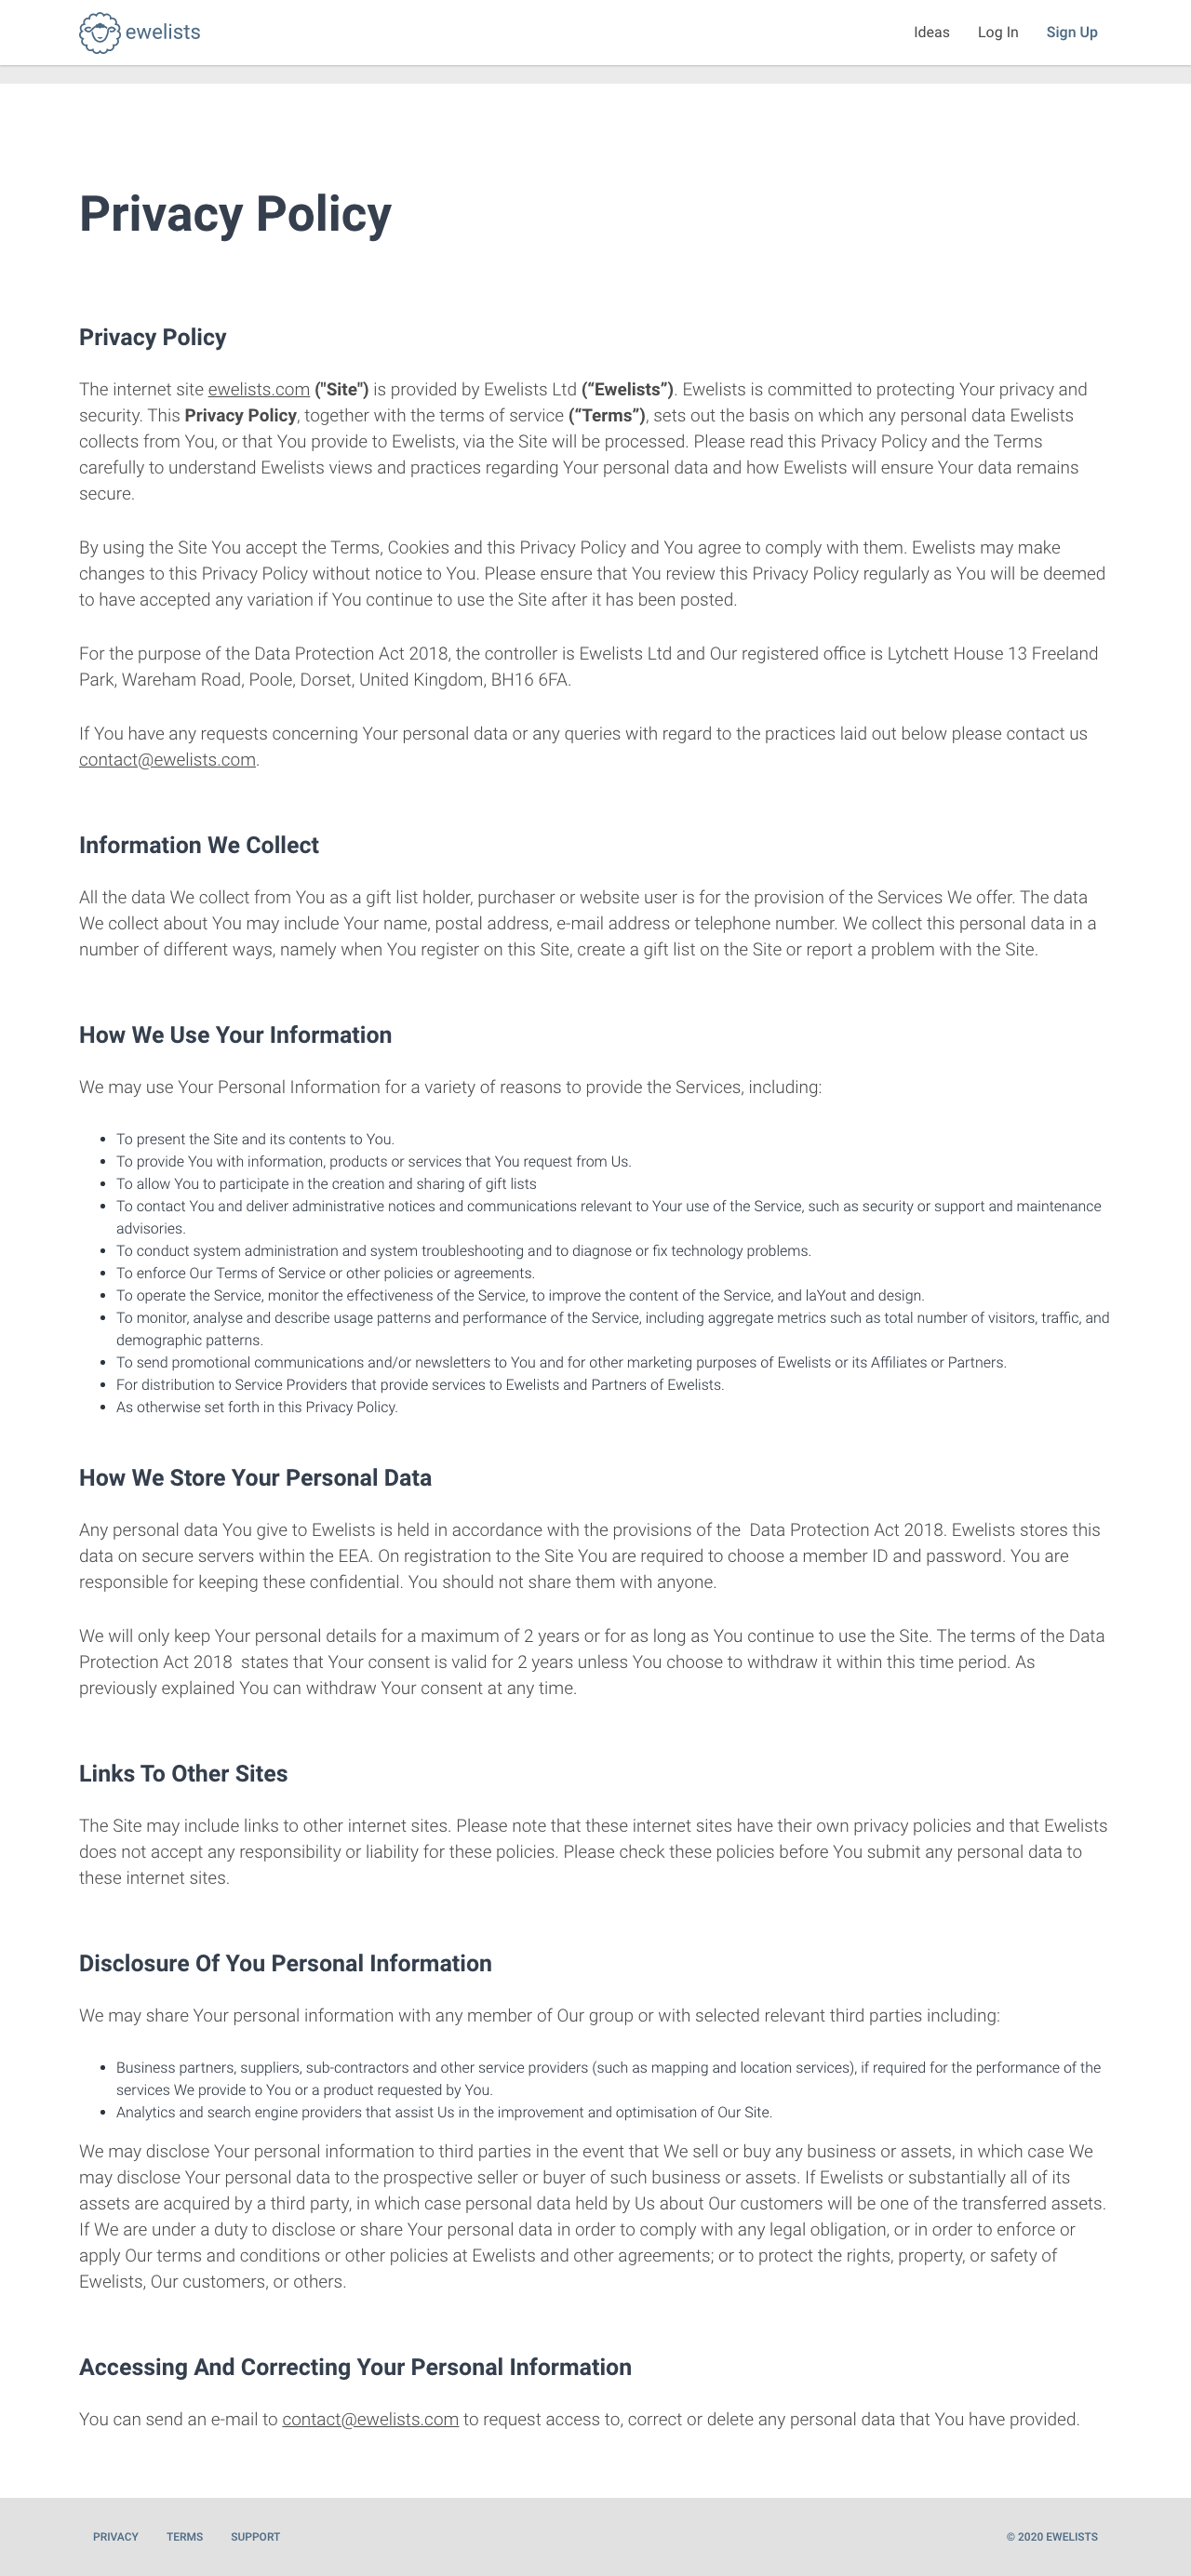 ewelists
Ideas Log In Sign Up
Privacy Policy
Privacy Policy
The internet site ewelists.com ("Site") is provided by Ewelists Ltd (“Ewelists”). Ewelists is committed to protecting Your privacy and
security. This Privacy Policy, together with the terms of service (“Terms”), sets out the basis on which any personal data Ewelists
collects from You, or that You provide to Ewelists, via the Site will be processed. Please read this Privacy Policy and the Terms
carefully to understand Ewelists views and practices regarding Your personal data and how Ewelists will ensure Your data remains
secure.
By using the Site You accept the Terms, Cookies and this Privacy Policy and You agree to comply with them. Ewelists may make
changes to this Privacy Policy without notice to You. Please ensure that You review this Privacy Policy regularly as You will be deemed
to have accepted any variation if You continue to use the Site after it has been posted.
For the purpose of the Data Protection Act 2018, the controller is Ewelists Ltd and Our registered office is Lytchett House 13 Freeland
Park, Wareham Road, Poole, Dorset, United Kingdom, BH16 6FA.
If You have any requests concerning Your personal data or any queries with regard to the practices laid out below please contact us
contact@ewelists.com.
Information We Collect
All the data We collect from You as a gift list holder, purchaser or website user is for the provision of the Services We offer. The data
We collect about You may include Your name, postal address, e-mail address or telephone number. We collect this personal data in a
number of different ways, namely when You register on this Site, create a gift list on the Site or report a problem with the Site.
How We Use Your Information
We may use Your Personal Information for a variety of reasons to provide the Services, including:
• To present the Site and its contents to You.
• To provide You with information, products or services that You request from Us.
• To allow You to participate in the creation and sharing of gift lists
• To contact You and deliver administrative notices and communications relevant to Your use of the Service, such as security or support and maintenance
advisories.
• To conduct system administration and system troubleshooting and to diagnose or fix technology problems.
• To enforce Our Terms of Service or other policies or agreements.
• To operate the Service, monitor the effectiveness of the Service, to improve the content of the Service, and laYout and design.
• To monitor, analyse and describe usage patterns and performance of the Service, including aggregate metrics such as total number of visitors, traffic, and
demographic patterns.
• To send promotional communications and/or newsletters to You and for other marketing purposes of Ewelists or its Affiliates or Partners.
• For distribution to Service Providers that provide services to Ewelists and Partners of Ewelists.
• As otherwise set forth in this Privacy Policy.
How We Store Your Personal Data
Any personal data You give to Ewelists is held in accordance with the provisions of the  Data Protection Act 2018. Ewelists stores this
data on secure servers within the EEA. On registration to the Site You are required to choose a member ID and password. You are
responsible for keeping these confidential. You should not share them with anyone.
We will only keep Your personal details for a maximum of 2 years or for as long as You continue to use the Site. The terms of the Data
Protection Act 2018  states that Your consent is valid for 2 years unless You choose to withdraw it within this time period. As
previously explained You can withdraw Your consent at any time.
Links To Other Sites
The Site may include links to other internet sites. Please note that these internet sites have their own privacy policies and that Ewelists
does not accept any responsibility or liability for these policies. Please check these policies before You submit any personal data to
these internet sites.
Disclosure Of You Personal Information
We may share Your personal information with any member of Our group or with selected relevant third parties including:
• Business partners, suppliers, sub-contractors and other service providers (such as mapping and location services), if required for the performance of the
services We provide to You or a product requested by You.
• Analytics and search engine providers that assist Us in the improvement and optimisation of Our Site.
We may disclose Your personal information to third parties in the event that We sell or buy any business or assets, in which case We
may disclose Your personal data to the prospective seller or buyer of such business or assets. If Ewelists or substantially all of its
assets are acquired by a third party, in which case personal data held by Us about Our customers will be one of the transferred assets.
If We are under a duty to disclose or share Your personal data in order to comply with any legal obligation, or in order to enforce or
apply Our terms and conditions or other policies at Ewelists and other agreements; or to protect the rights, property, or safety of
Ewelists, Our customers, or others.
Accessing And Correcting Your Personal Information
You can send an e-mail to contact@ewelists.com to request access to, correct or delete any personal data that You have provided.
PRIVACY TERMS SUPPORT © 2020 EWELISTS